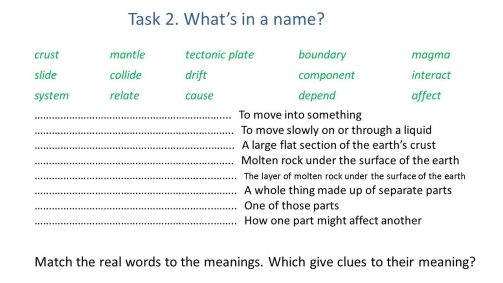 Task 2. What's in a name?
crust mantle tectonic plate boundary magma
slide collide drift component interact
system relate cause depend affect
.................................................................... To move into something
.................................................................... To move slowly on or through a liquid
.................................................................... A large flat section of the earth's crust
.................................................................... Molten rock under the surface of the earth
.................................................................... The layer of molten rock under the surface of the earth
.................................................................... A whole thing made up of separate parts
.................................................................... One of those parts
.................................................................... How one part might affect another
Match the real words to the meanings. Which give clues to their meaning?